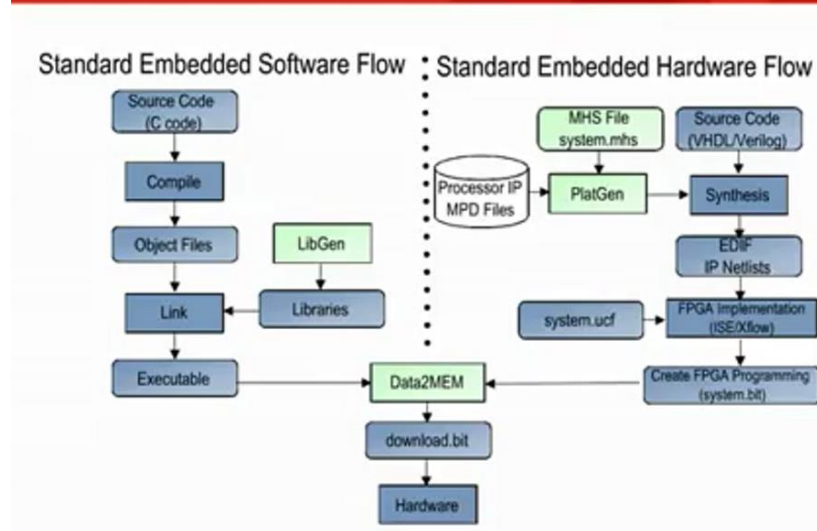 Standard Embedded Software Flow
Standard Embedded Hardware Flow
Source Code
(C code)
Compile
Object Files
LibGen
Link
Libraries
Executable
MHS File
system.mhs
Source Code
(VHDL/Verilog)
Processor IP
MPD Files
PlatGen
Synthesis
EDIF
IP Netlists
system.ucf
FPGA Implementation
(ISE/Xflow)
Create FPGA Programming
(system.bit)
Data2MEM
download.bit
Hardware